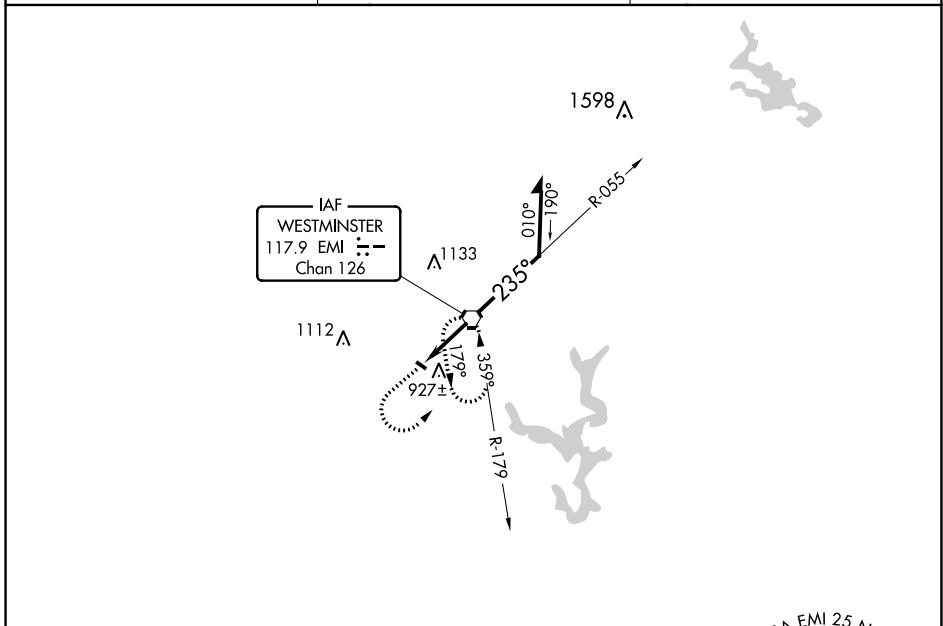 1598
R-055
010°
190°
IAF
WESTMINSTER
117.9 EMI
Chan 126
1133
235°
1112
179°
359°
927±
R-179
EMI 25